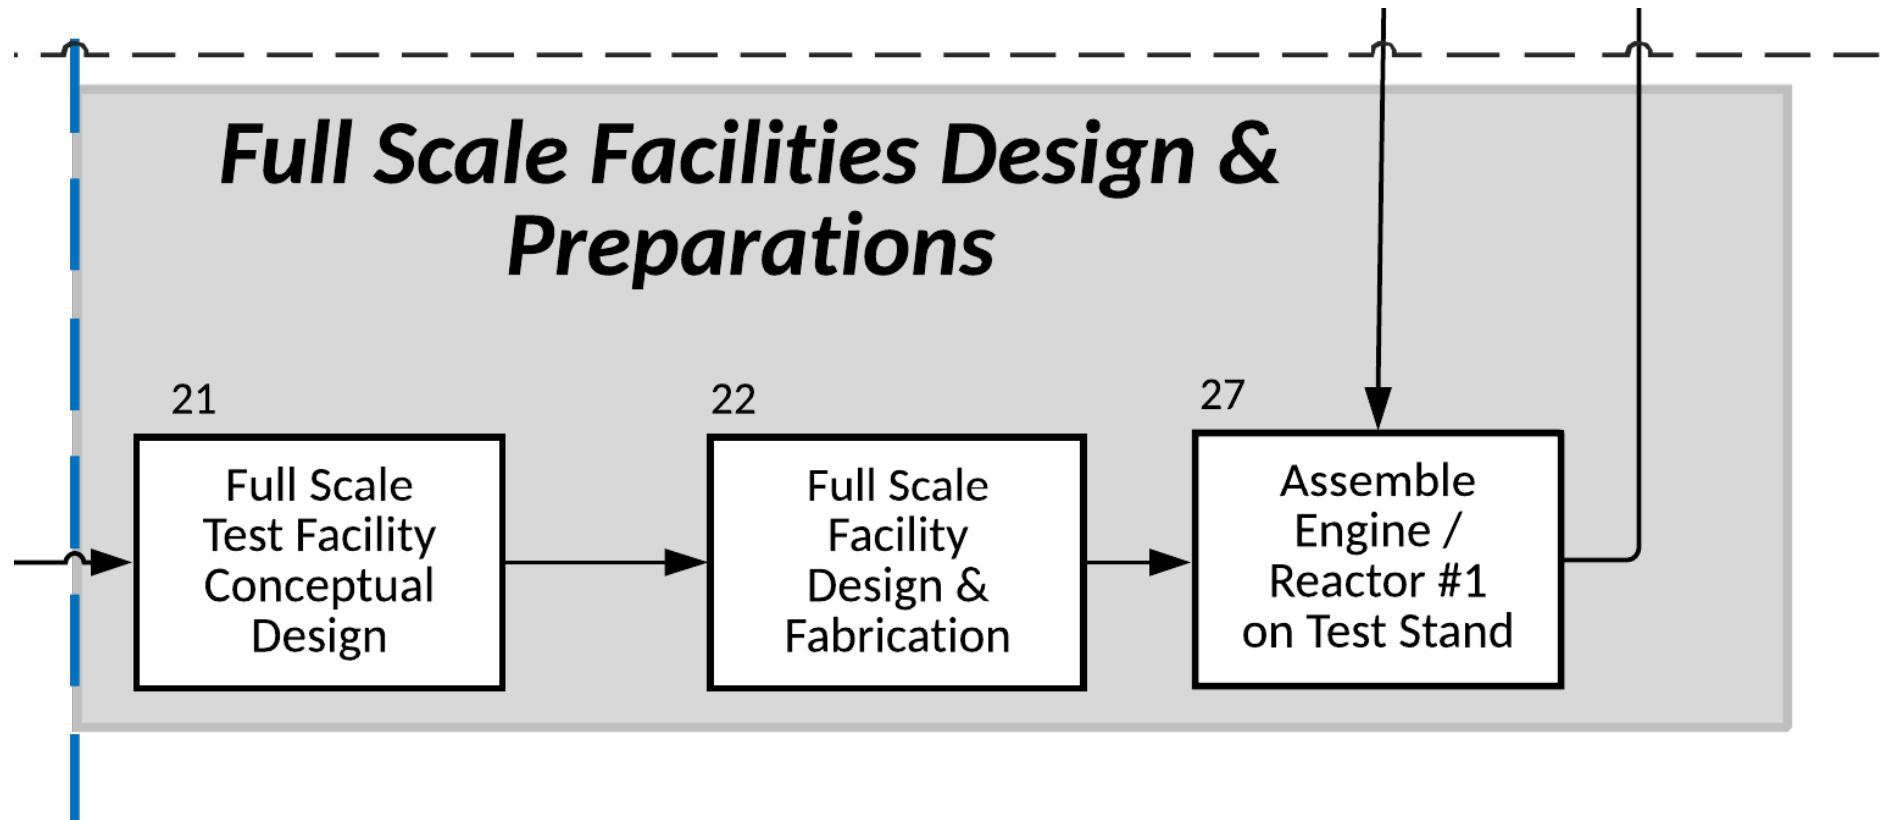 Full Scale Facilities Design &
Preparations
21
Full Scale
Test Facility
Conceptual
Design
22
Full Scale
Facility
Design &
Fabrication
27
Assemble
Engine /
Reactor #1
on Test Stand